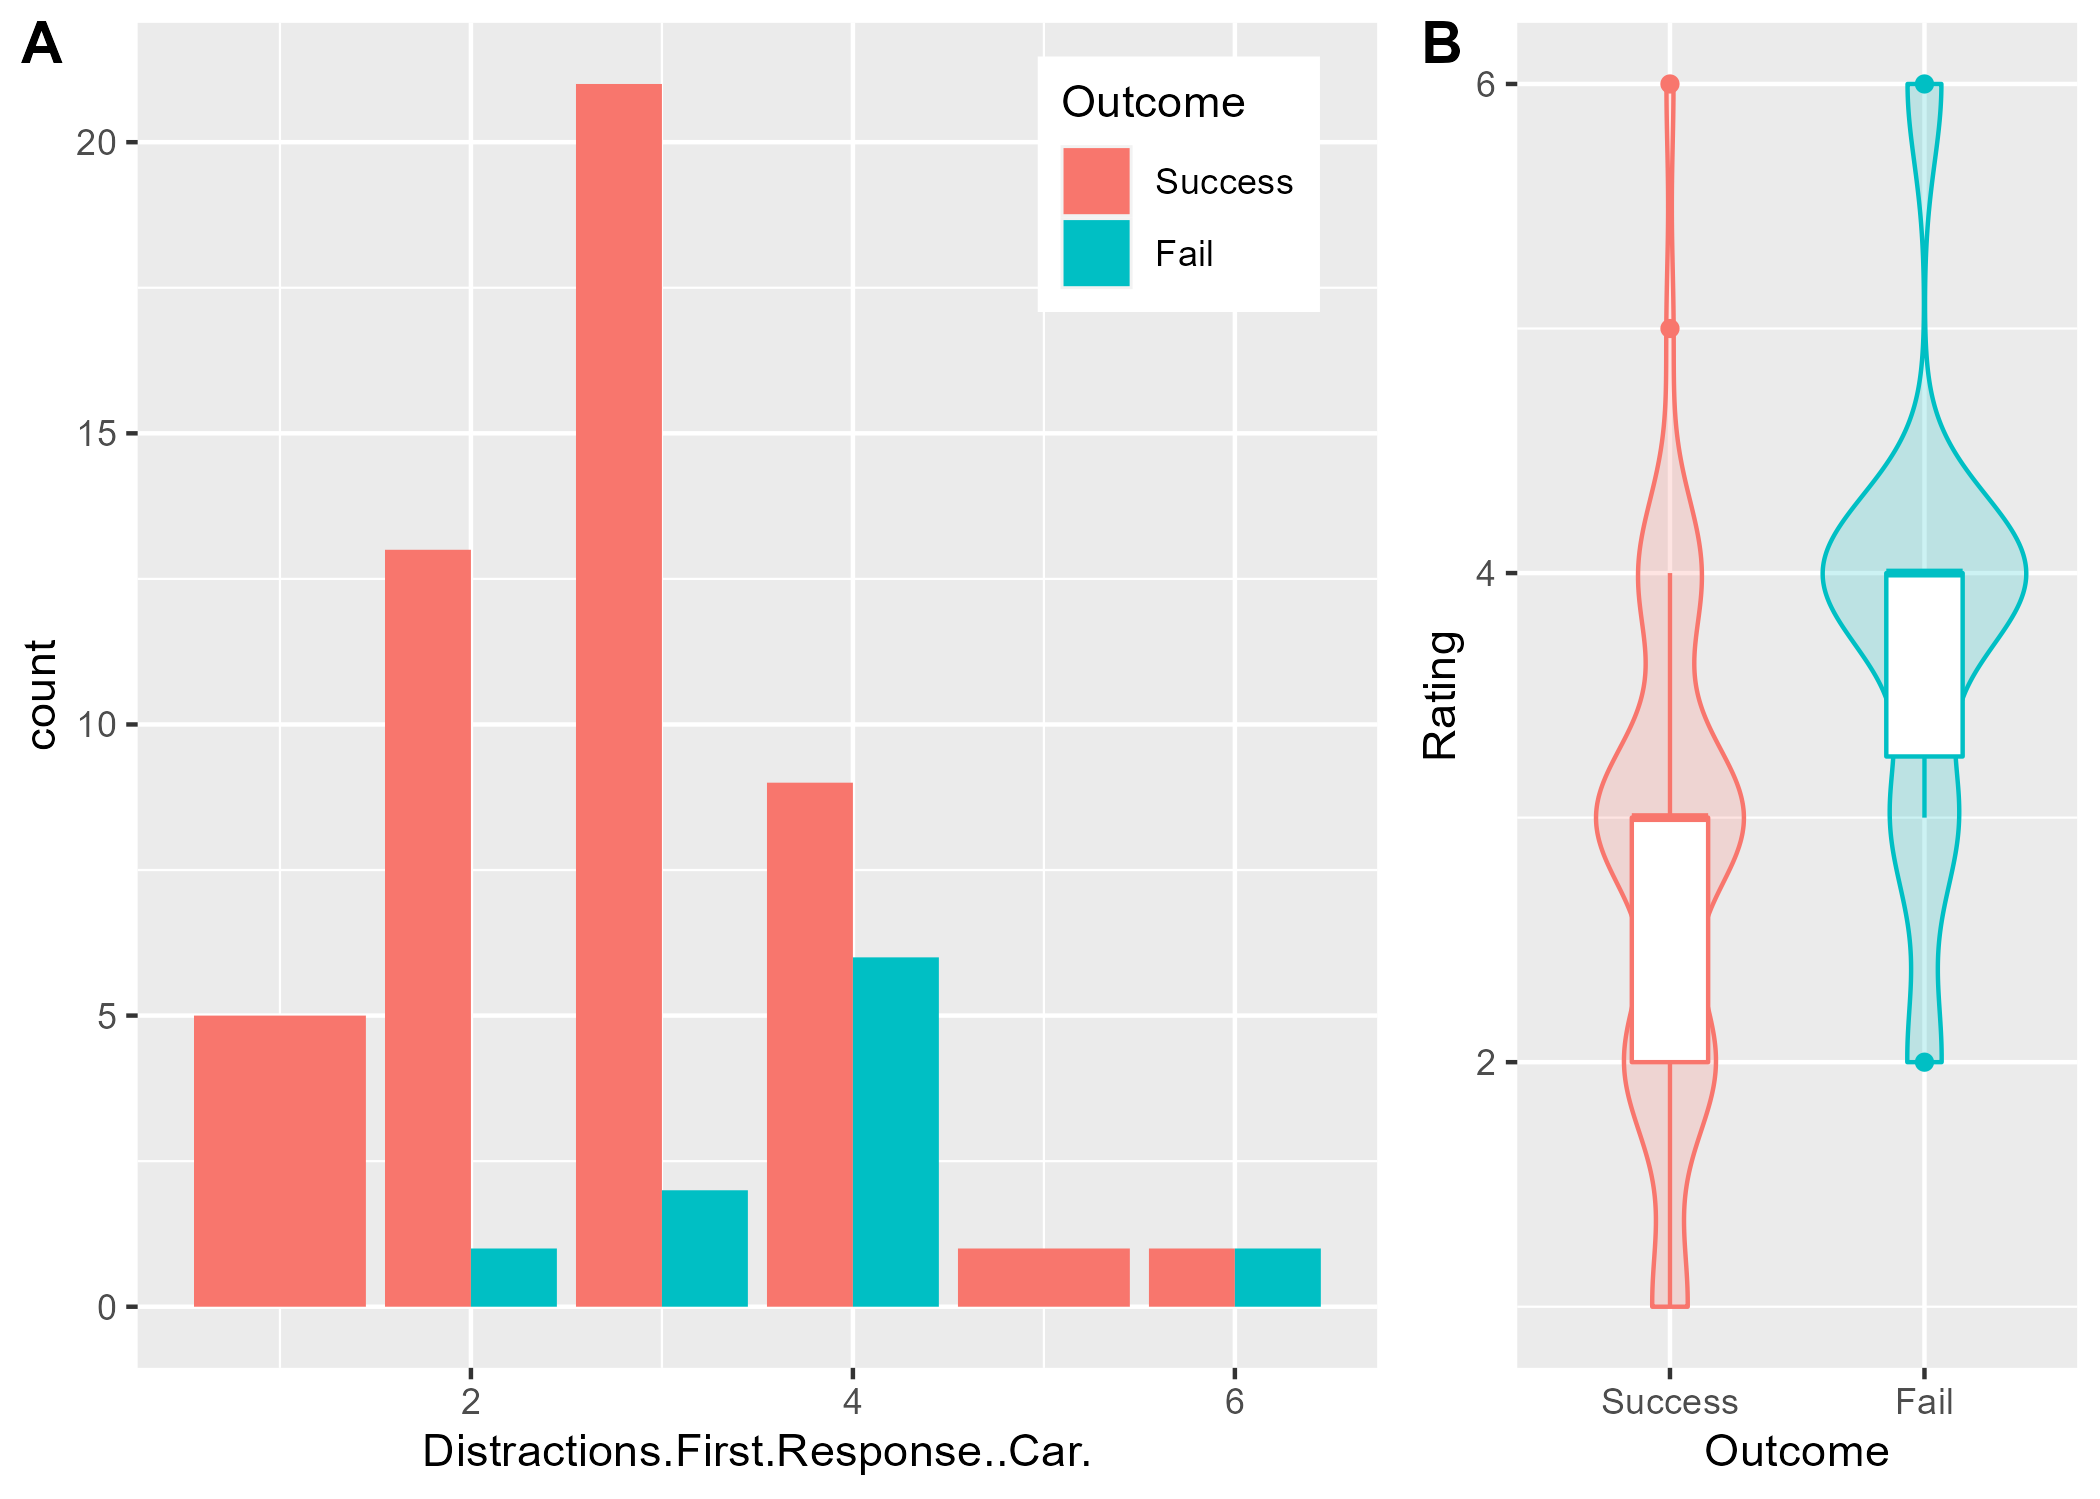 A
20
15
10
5
0
count
2
4
6
Distractions.First.Response..Car.
Outcome
Success
Fail
B
6
4
2
Rating
Success
Fail
Outcome